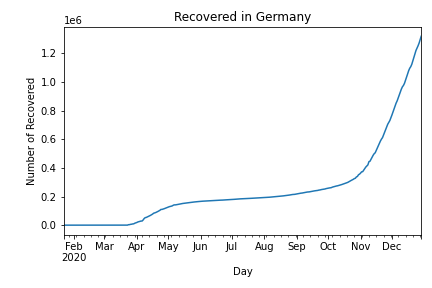 Recovered in Germany
1e6
Number of Recovered
1.2
1.0
0.8
0.6
0.4
0.2
0.0
Feb Mar Apr May Jun Jul Aug Sep Oct Nov Dec
2020
Day